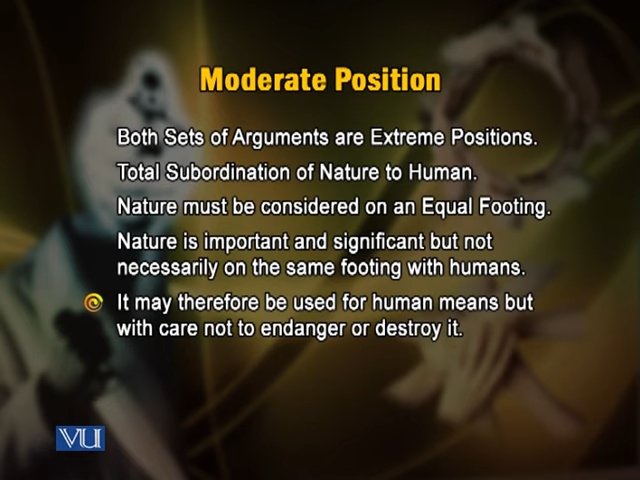 Moderate Position
Both Sets of Arguments are Extreme Positions.
Total Subordination of Nature to Human.
Nature must be considered on an Equal Footing.
Nature is important and significant but not
necessarily on the same footing with humans.
It may therefore be used for human means but
with care not to endanger or destroy it.
VU